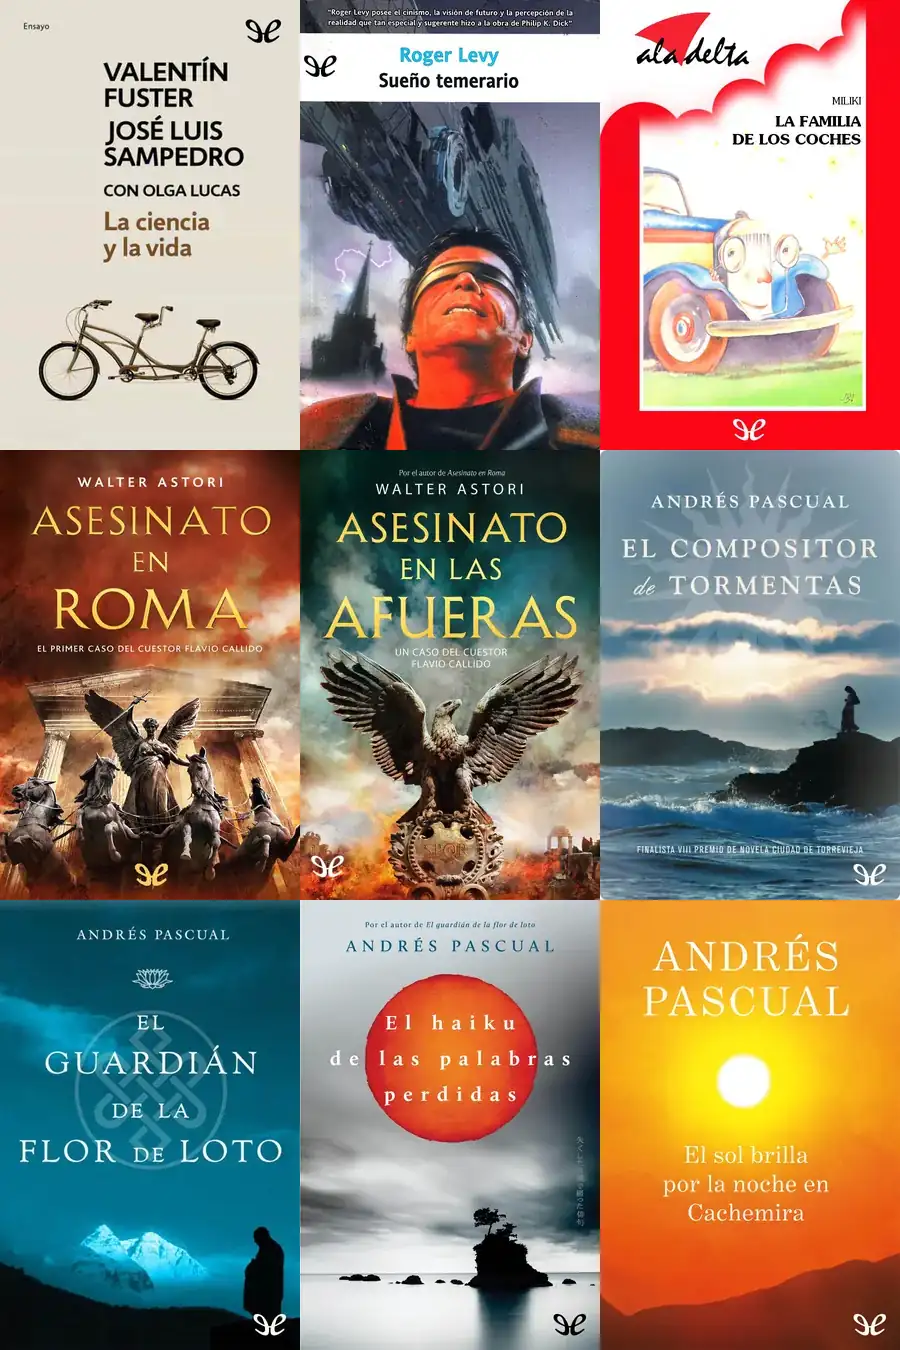 Ensayo
VALENTÍN
FUSTER
JOSÉ LUIS
SAMPEDRO
CON OLGA LUCAS
La ciencia
y la vida
"Roger Levy posee el cinismo, la visión de futuro y la percepción de la
realidad que tan especial y sugerente hizo a la obra de Philip K. Dick"
Roger Levy
Sueño temerario
ala delta
MILIKI
LA FAMILIA
DE LOS COCHES
WALTER ASTORI
ASESINATO
EN
ROMA
EL PRIMER CASO DEL CUESTOR FLAVIO CALLIDO
Por el autor de Asesinato en Roma
WALTER ASTORI
ASESINATO
EN LAS
AFUERAS
UN CASO DEL CUESTOR
FLAVIO CALLIDO
ANDRÉS PASCUAL
EL COMPOSITOR
de TORMENTAS
FINALISTA VIII PREMIO DE NOVELA CIUDAD DE TORREVIEJA
ANDRÉS PASCUAL
EL
GUARDIÁN
DE LA
FLOR DE LOTO
Por el autor de El guardián de la flor de loto
ANDRÉS PASCUAL
El haiku
de las palabras
perdidas
ANDRÉS
PASCUAL
El sol brilla
por la noche en
Cachemira